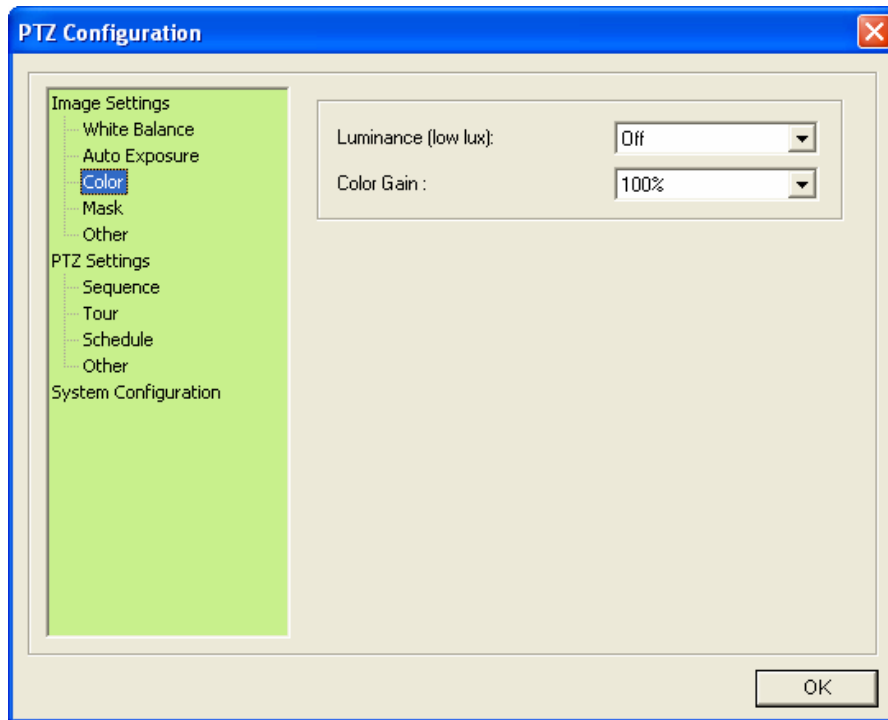 PTZ Configuration
Image Settings
White Balance
Auto Exposure
Color
Mask
Other
PTZ Settings
Sequence
Tour
Schedule
Other
System Configuration
Luminance (low lux): Off
Color Gain : 100%
OK